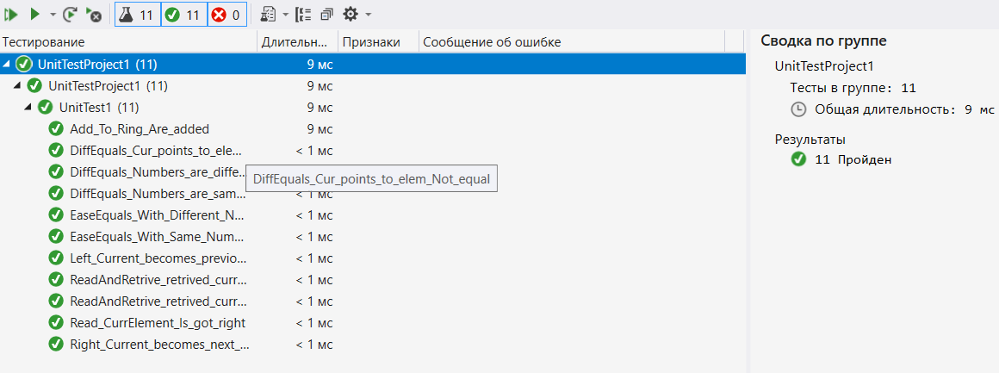 11 11 0
Тестирование Длительн... Признаки Сообщение об ошибке
UnitTestProject1 (11) 9 мс
UnitTestProject1 (11) 9 мс
UnitTest1 (11) 9 мс
Add_To_Ring_Are_added 9 мс
DiffEquals_Cur_points_to_ele... < 1 мс
DiffEquals_Numbers_are_diffe...
DiffEquals_Cur_points_to_elem_Not_equal
DiffEquals_Numbers_are_sam... < 1 мс
EaseEquals_With_Different_N... < 1 мс
EaseEquals_With_Same_Num... < 1 мс
Left_Current_becomes_previo... < 1 мс
ReadAndRetrive_retrived_curr... < 1 мс
ReadAndRetrive_retrived_curr... < 1 мс
Read_CurrElement_Is_got_right < 1 мс
Right_Current_becomes_next_... < 1 мс
Сводка по группе
UnitTestProject1
Тесты в группе: 11
Общая длительность: 9 мс
Результаты
11 Пройден